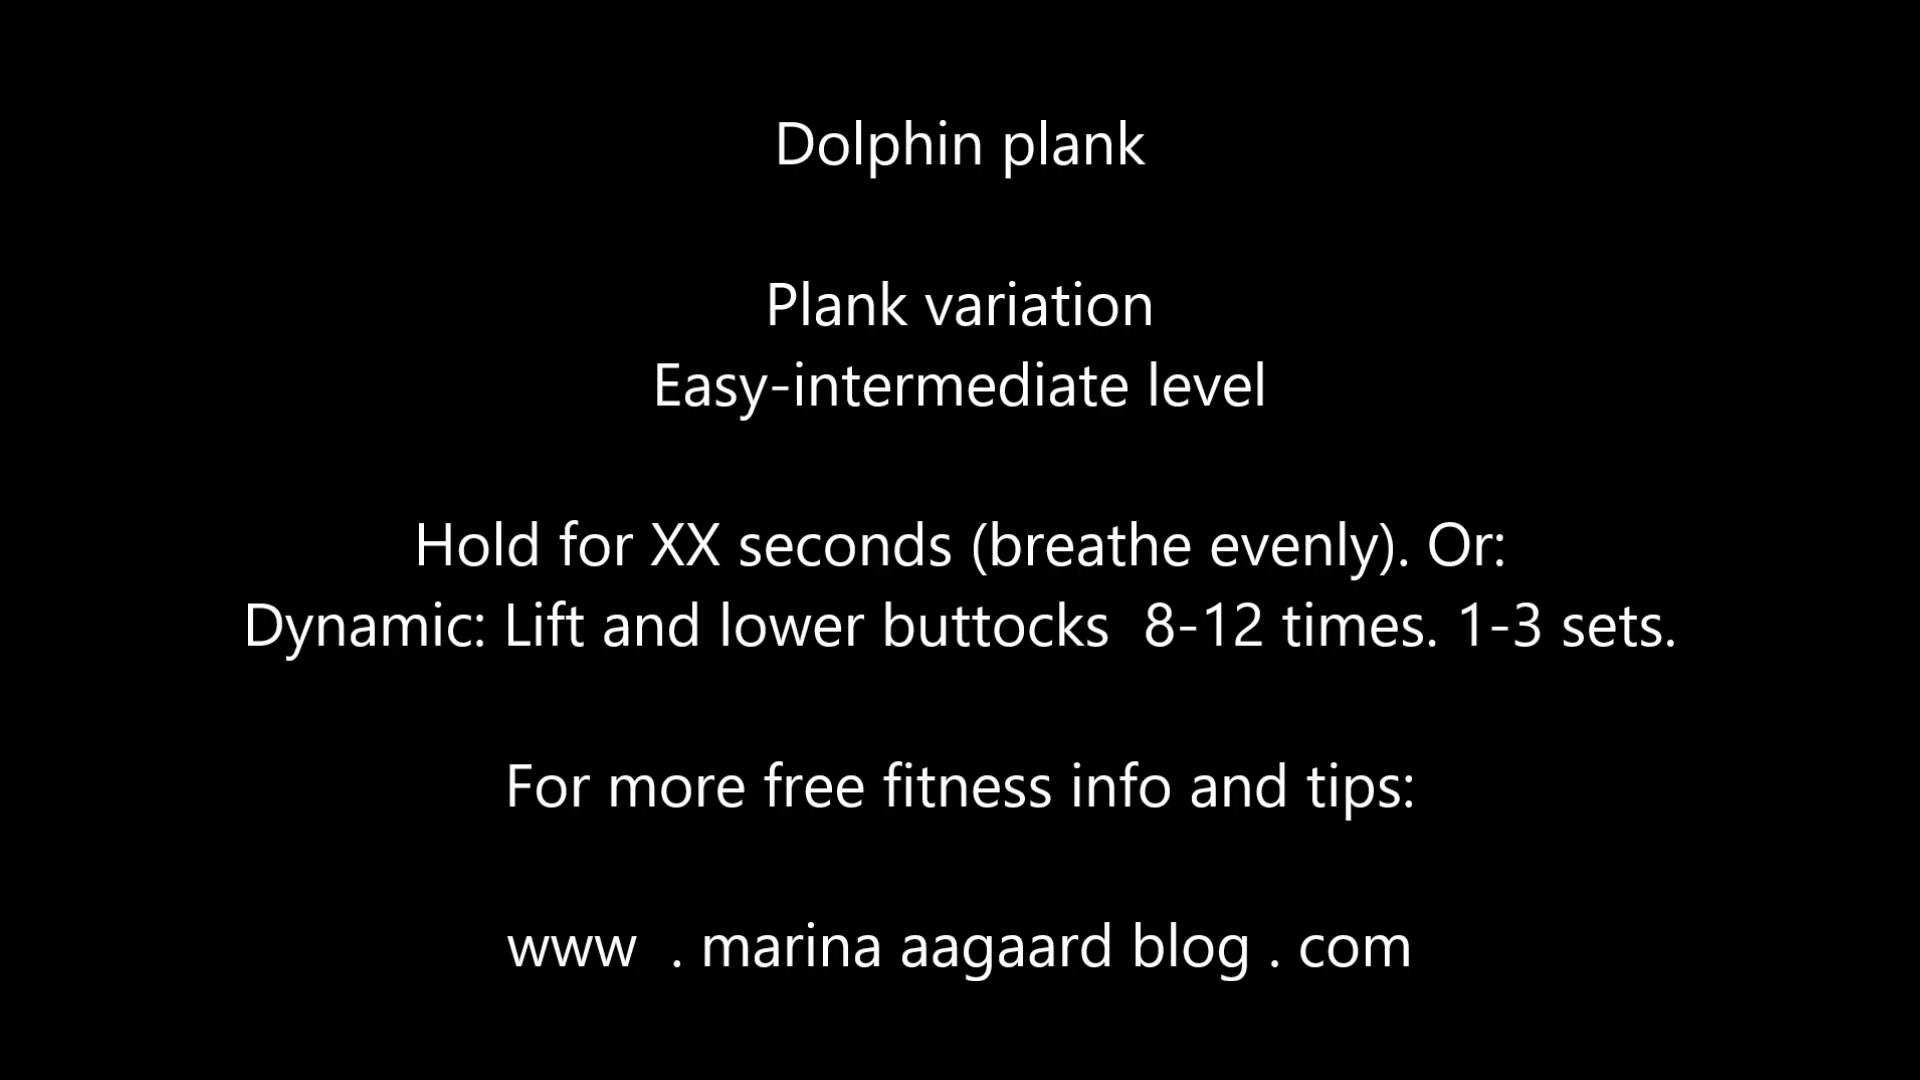 Dolphin plank
Plank variation
Easy-intermediate level
Hold for XX seconds (breathe evenly). Or:
Dynamic: Lift and lower buttocks  8-12 times. 1-3 sets.
For more free fitness info and tips:
www  . marina aagaard blog . com